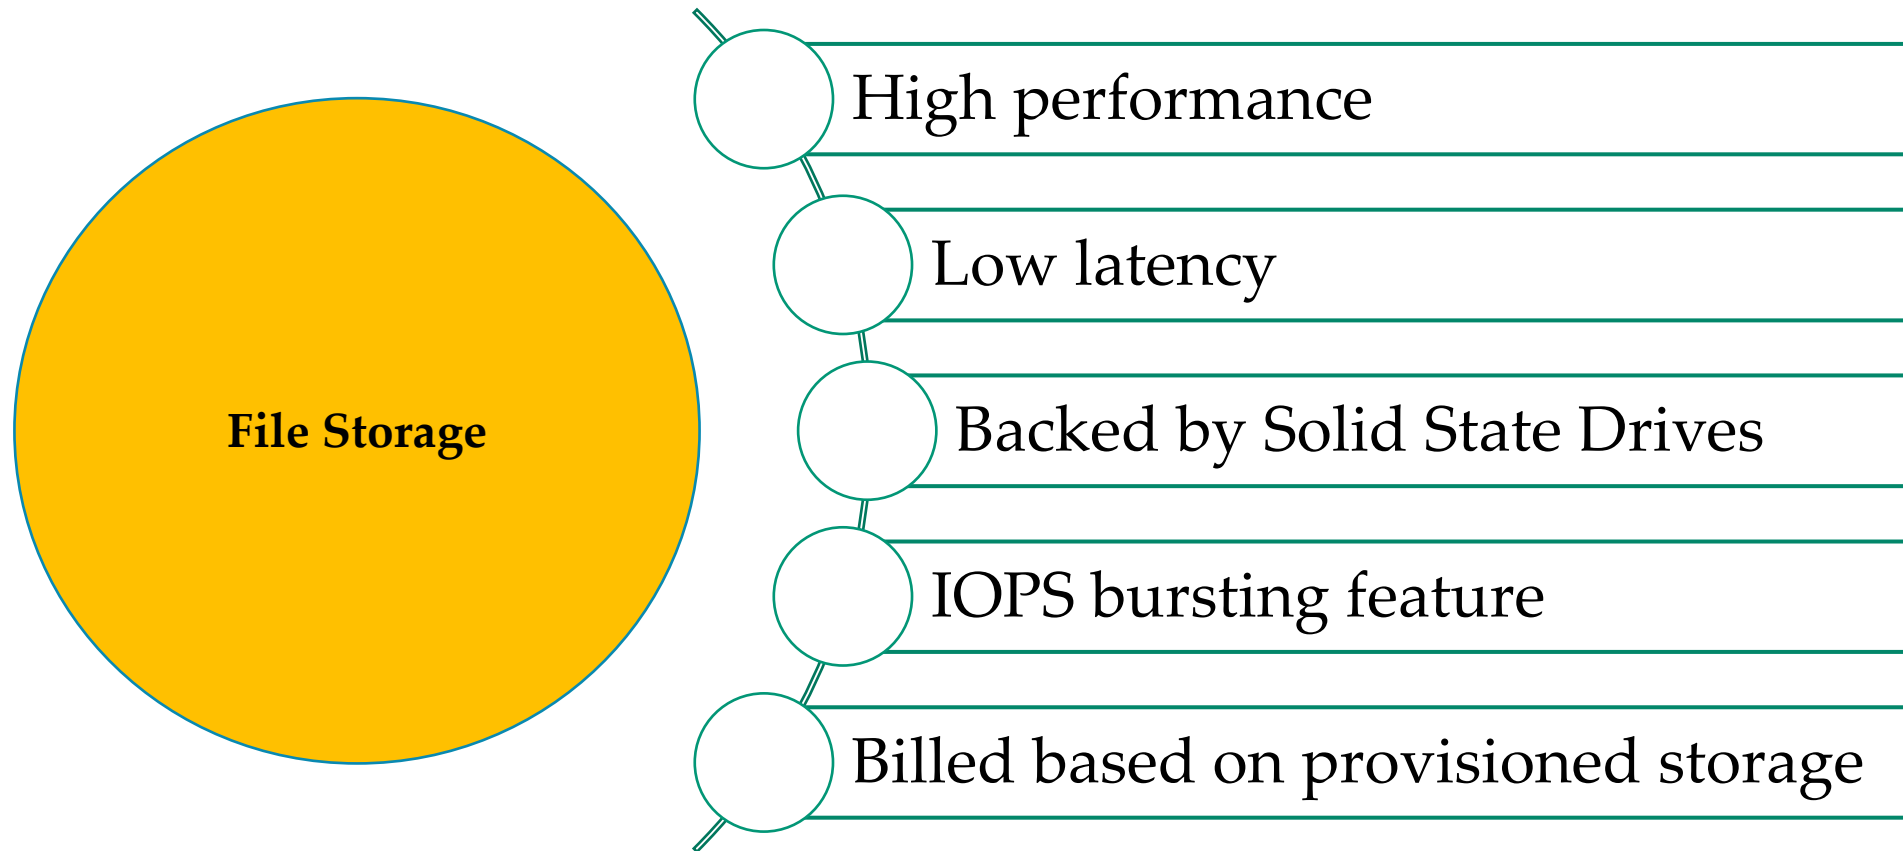 File Storage
High performance
Low latency
Backed by Solid State Drives
IOPS bursting feature
Billed based on provisioned storage